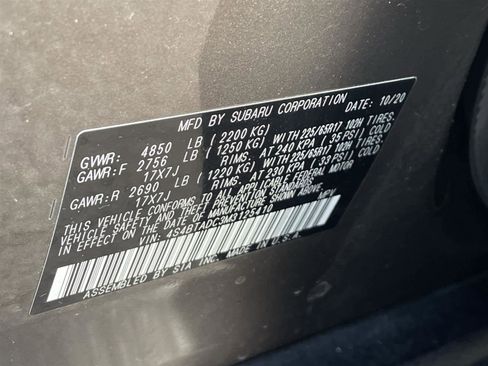 MFD BY SUBARU CORPORATION DATE: 10/20
GVWR: 4850 LB (2200 KG)
GAWR:F 2756 LB (1250 KG) WITH 225/65R17 102H TIRES,
17X7J RIMS, AT 240 KPA (35 PSI) COLD
GAWR:R 2690 LB (1220 KG) WITH 225/65R17 102H TIRES,
17X7J RIMS, AT 230 KPA (33 PSI) COLD
THIS VEHICLE CONFORMS TO ALL APPLICABLE FEDERAL MOTOR
VEHICLE SAFETY AND THEFT PREVENTION STANDARDS
IN EFFECT ON THE DATE OF MANUFACTURE SHOWN ABOVE.
VIN: 4S4BTADC3M3125410 MPV
ASSEMBLED BY SIA INC. MADE IN U.S.A.